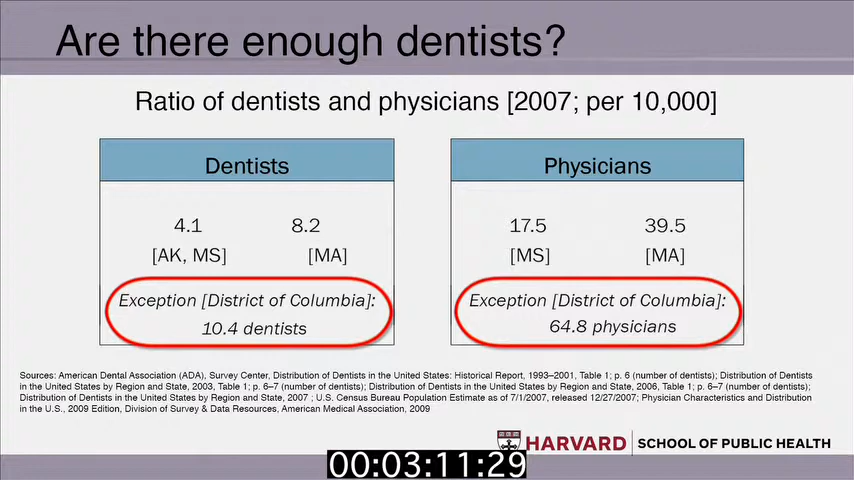 Are there enough dentists?
Ratio of dentists and physicians [2007; per 10,000]
Dentists
4.1 8.2
[AK, MS] [MA]
Exception [District of Columbia]:
10.4 dentists
Physicians
17.5 39.5
[MS] [MA]
Exception [District of Columbia]:
64.8 physicians
Sources: American Dental Association (ADA), Survey Center, Distribution of Dentists in the United States: Historical Report, 1993–2001, Table 1; p. 6 (number of dentists); Distribution of Dentists
in the United States by Region and State, 2003, Table 1; p. 6–7 (number of dentists); Distribution of Dentists in the United States by Region and State, 2006, Table 1; p. 6–7 (number of dentists);
Distribution of Dentists in the United States by Region and State, 2007 ; U.S. Census Bureau Population Estimate as of 7/1/2007, released 12/27/2007; Physician Characteristics and Distribution
in the U.S., 2009 Edition, Division of Survey & Data Resources, American Medical Association, 2009
HARVARD SCHOOL OF PUBLIC HEALTH
00:03:11:29